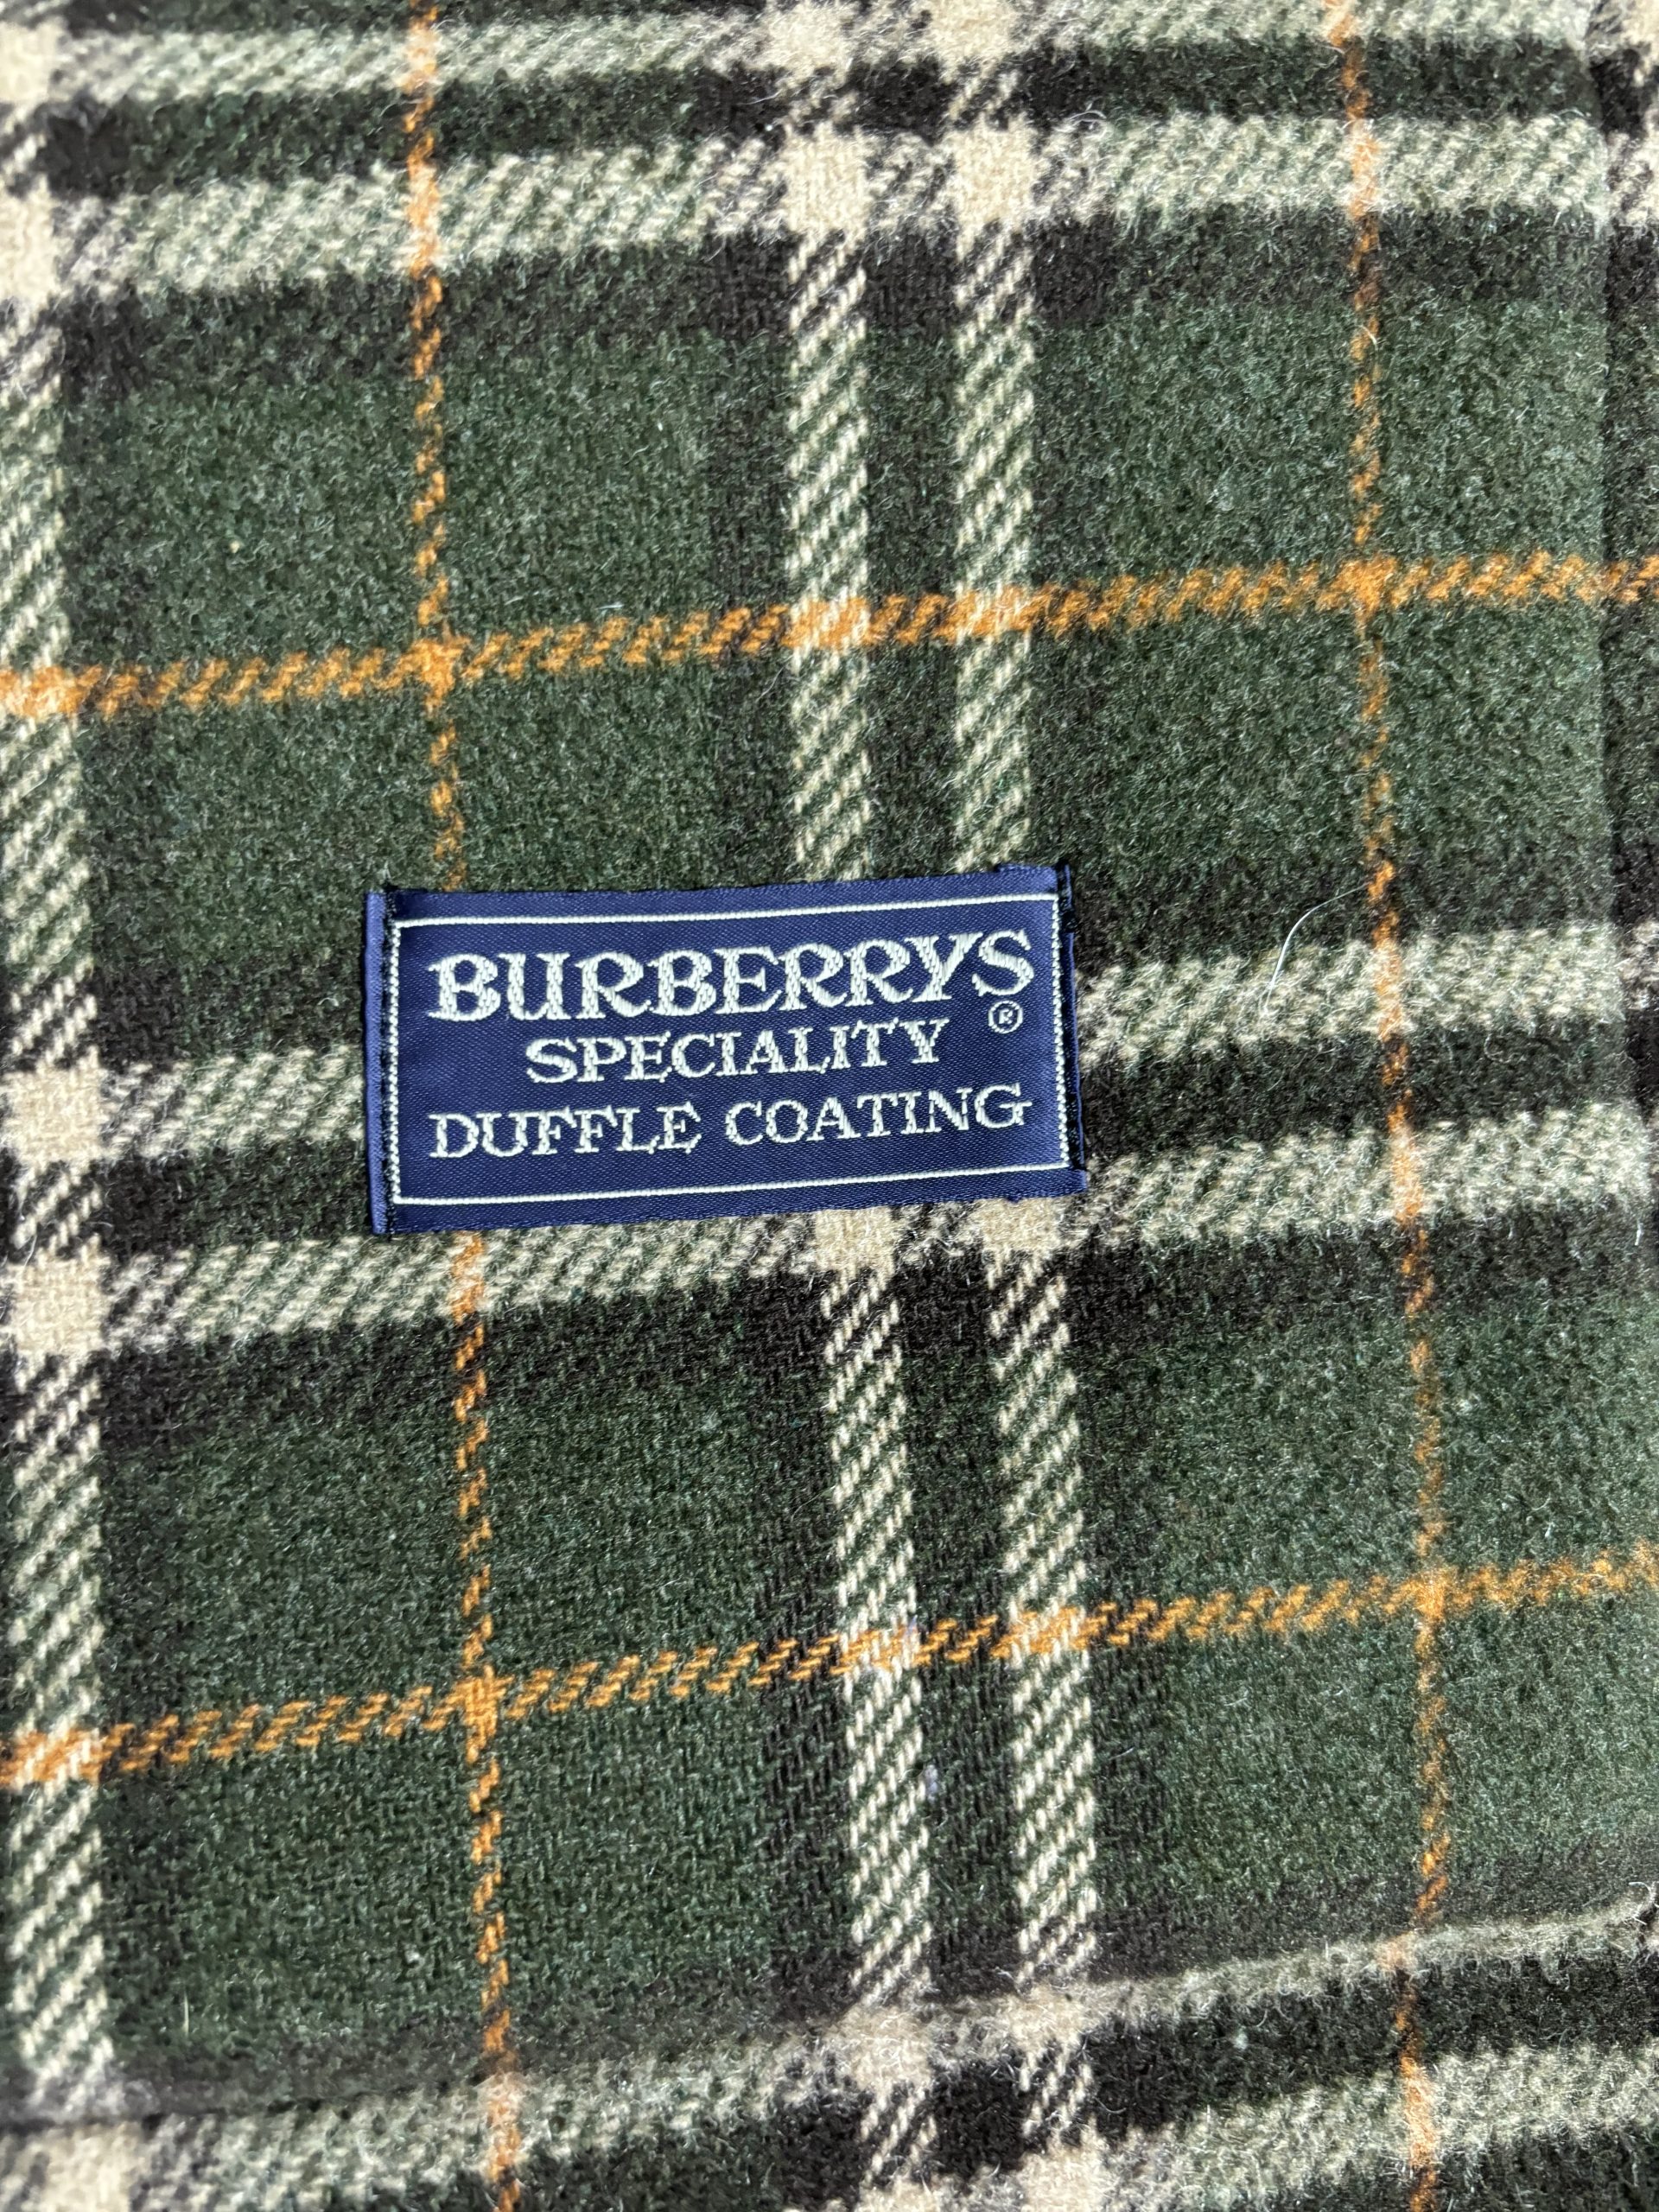 BURBERRYS
®
SPECIALITY
DUFFLE COATING